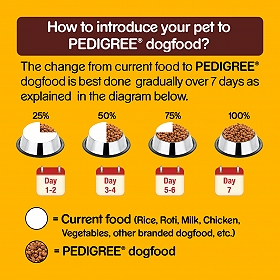 How to introduce your pet to
PEDIGREE® dogfood?
The change from current food to PEDIGREE®
dogfood is best done gradually over 7 days as
explained in the diagram below.
25% 50% 75% 100%
Day Day Day Day
1-2 3-4 5-6 7
= Current food (Rice, Roti, Milk, Chicken,
Vegetables, other branded dogfood, etc.)
= PEDIGREE® dogfood